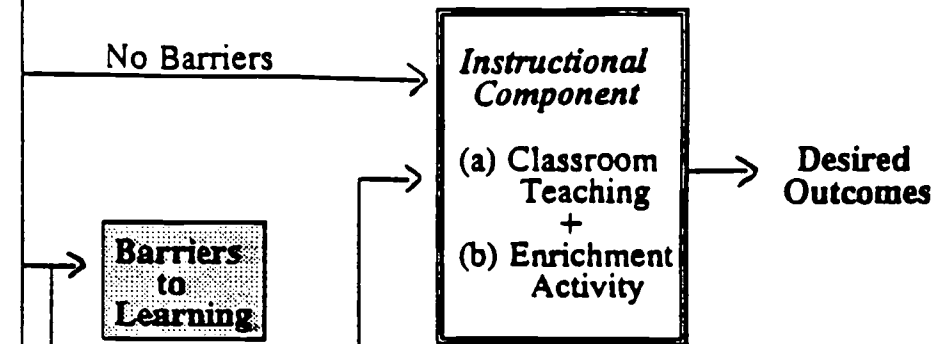 No Barriers
Instructional
Component
(a) Classroom
Teaching
+
(b) Enrichment
Activity
Desired
Outcomes
Barriers
to
Learning